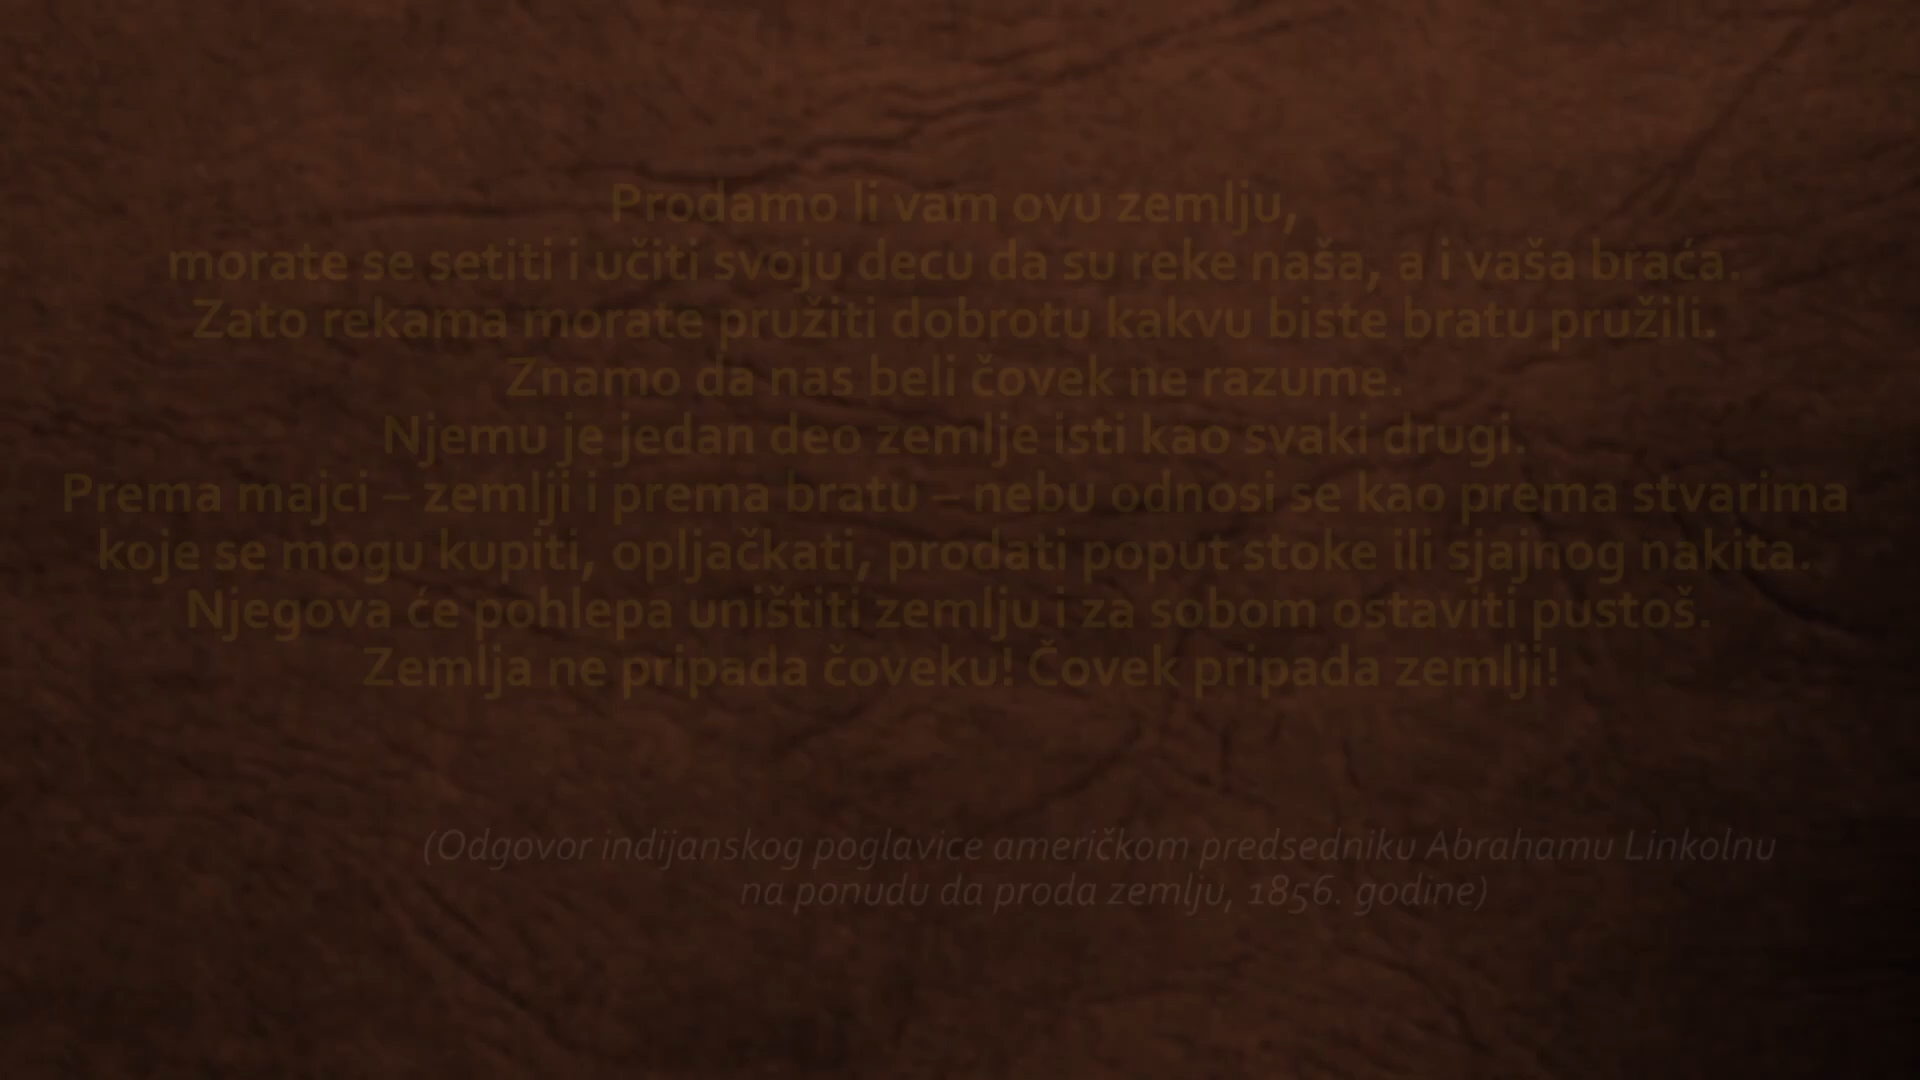 Prodamo li vam ovu zemlju,
morate se setiti i učiti svoju decu da su reke naša, a i vaša braća.
Zato rekama morate pružiti dobrotu kakvu biste bratu pružili.
Znamo da nas beli čovek ne razume.
Njemu je jedan deo zemlje isti kao svaki drugi.
Prema majci – zemlji i prema bratu – nebu odnosi se kao prema stvarima
koje se mogu kupiti, opljačkati, prodati poput stoke ili sjajnog nakita.
Njegova će pohlepa uništiti zemlju i za sobom ostaviti pustoš.
Zemlja ne pripada čoveku! Čovek pripada zemlji!
(Odgovor indijanskog poglavice američkom predsedniku Abrahamu Linkolnu
na ponudu da proda zemlju, 1856. godine)